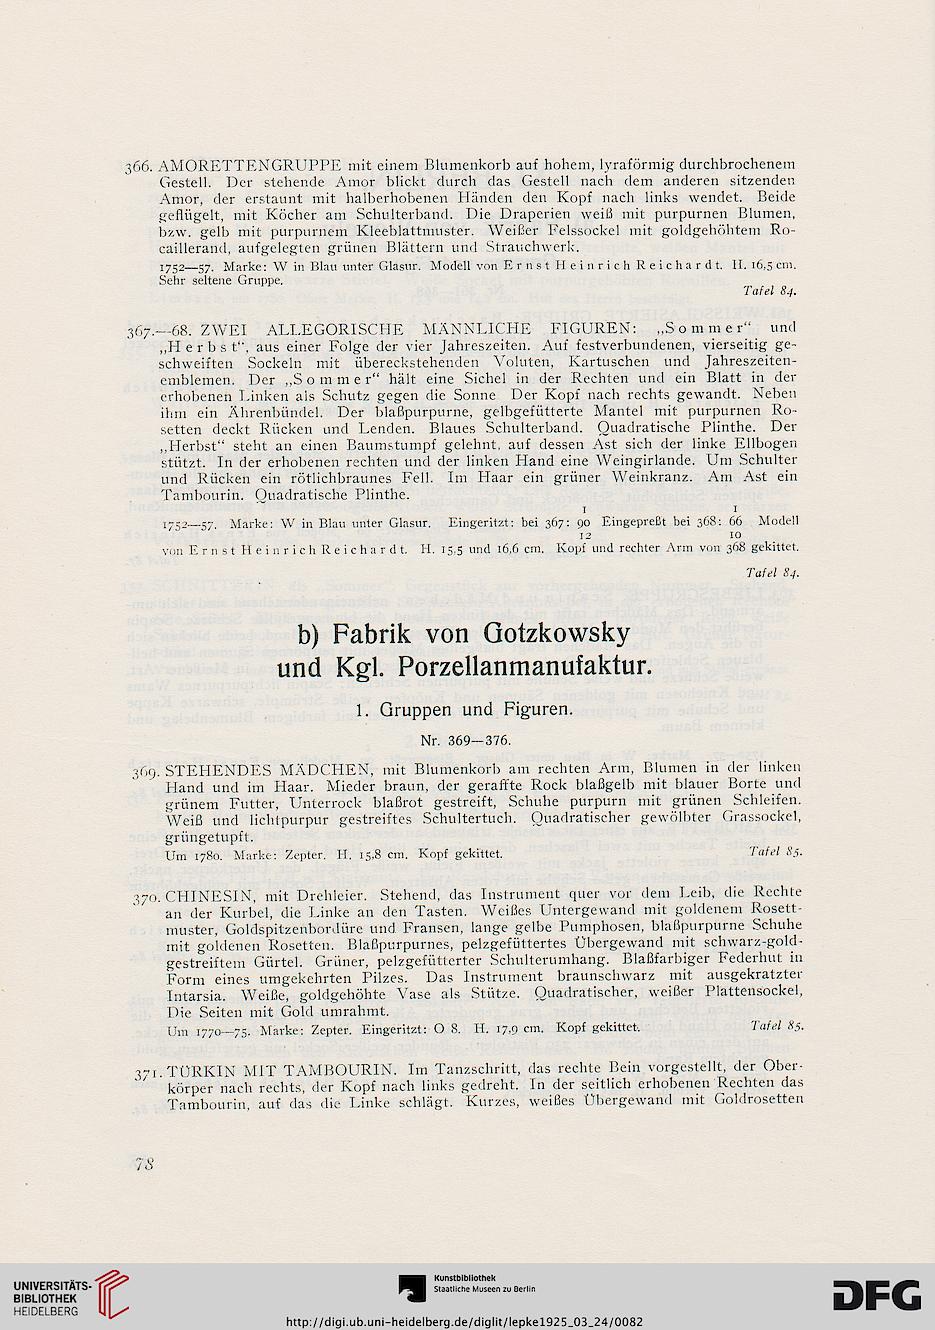 366. AMORETTENGRUPPE mit einem Blumenkorb auf hohem, lyraförmig durchbrochenem
Gestell. Der stehende Amor blickt durch das Gestell nach dem anderen sitzenden
Amor, der erstaunt mit halberhobenen Händen den Kopf nach links wendet. Beide
geflügelt, mit Köcher am Schulterband. Die Draperien weiß mit purpurnen Blumen,
bzw. gelb mit purpurnem Kleeblattmuster. Weißer Felssockel mit goldgehöhtem Ro-
caillerand, aufgelegten grünen Blättern und Strauchwerk.
1752—57. Marke: W in Blau unter Glasur. Modell von Ernst Heinrich Reichardt. H. 16,5 cm.
Sehr seltene Gruppe.
Tafel 84.
367.—68. ZWEI ALLEGORISCHE MÄNNLICHE FIGUREN: „Sommer“ und
„Herbst“, aus einer Folge der vier Jahreszeiten. Auf festverbundenen, vierseitig ge-
schweiften Sockeln mit übereckstehenden Voluten, Kartuschen und Jahreszeiten-
emblemen. Der „Sommer“ hält eine Sichel in der Rechten und ein Blatt in der
erhobenen Linken als Schutz gegen die Sonne Der Kopf nach rechts gewandt. Neben
ihm ein Ährenbündel. Der blaßpurpurne, gelbgefütterte Mantel mit purpurnen Ro-
setten deckt Rücken und Lenden. Blaues Schulterband. Quadratische Plinthe. Der
„Herbst“ steht an einen Baumstumpf gelehnt, auf dessen Ast sich der linke Ellbogen
stützt. In der erhobenen rechten und der linken Hand eine Weingirlande. Um Schulter
und Rücken ein rötlichbraunes Fell. Im Haar ein grüner Weinkranz. Am Ast ein
Tambourin. Quadratische Plinthe.
1 1
1752—57. Marke: W in Blau unter Glasur. Eingeritzt: bei 367: 90 Eingepreßt bei 368: 66 Modell
12 10
von Ernst Heinrich Reichardt. H. 15,5 und 16,6 cm. Kopf und rechter Arm von 368 gekittet.
Tafel 84.
b) Fabrik von Gotzkowsky
und Kgl. Porzellanmanufaktur.
1. Gruppen und Figuren.
Nr. 369—376.
369. STEHENDES MÄDCHEN, mit Blumenkorb am rechten Arm, Blumen in der linken
Hand und im Haar. Mieder braun, der geraffte Rock blaßgelb mit blauer Borte und
grünem Futter, Unterrock blaßrot gestreift, Schuhe purpurn mit grünen Schleifen.
Weiß und lichtpurpur gestreiftes Schultertuch. Quadratischer gewölbter Grassockel,
grüngetupft.
Um 1780. Marke: Zepter. H. 15,8 cm. Kopf gekittet.
Tafel 85.
370. CHINESIN, mit Drehleier. Stehend, das Instrument quer vor dem Leib, die Rechte
an der Kurbel, die Linke an den Tasten. Weißes Untergewand mit goldenem Rosett-
muster, Goldspitzenbordüre und Fransen, lange gelbe Pumphosen, blaßpurpurne Schuhe
mit goldenen Rosetten. Blaßpurpurnes, pelzgefüttertes Übergewand mit schwarz-gold-
gestreiftem Gürtel. Grüner, pelzgefütterter Schulterumhang. Blaßfarbiger Federhut in
Form eines umgekehrten Pilzes. Das Instrument braunschwarz mit ausgekratzter
Intarsia. Weiße, goldgehöhte Vase als Stütze. Quadratischer, weißer Plattensockel,
Die Seiten mit Gold umrahmt.
Um 1770—75. Marke: Zepter. Eingeritzt: O 8. H. 17,9 cm. Kopf gekittet.
Tafel 85.
371. TÜRKIN MIT TAMBOURIN. Im Tanzschritt, das rechte Bein vorgestellt, der Ober-
körper nach rechts, der Kopf nach links gedreht. In der seitlich erhobenen Rechten das
Tambourin, auf das die Linke schlägt. Kurzes, weißes Übergewand mit Goldrosetten
78
UNIVERSITÄTS-
BIBLIOTHEK
HEIDELBERG
Kunstbibliothek
Staatliche Museen zu Berlin
DFG
http://digi.ub.uni-heidelberg.de/diglit/lepke1925_03_24/0082